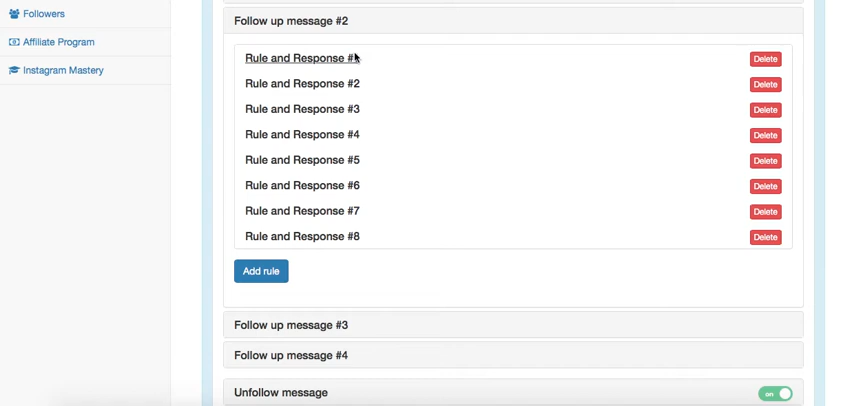 Followers
Affiliate Program
Instagram Mastery
Follow up message #2
Rule and Response #1 Delete
Rule and Response #2 Delete
Rule and Response #3 Delete
Rule and Response #4 Delete
Rule and Response #5 Delete
Rule and Response #6 Delete
Rule and Response #7 Delete
Rule and Response #8 Delete
Add rule
Follow up message #3
Follow up message #4
Unfollow message on